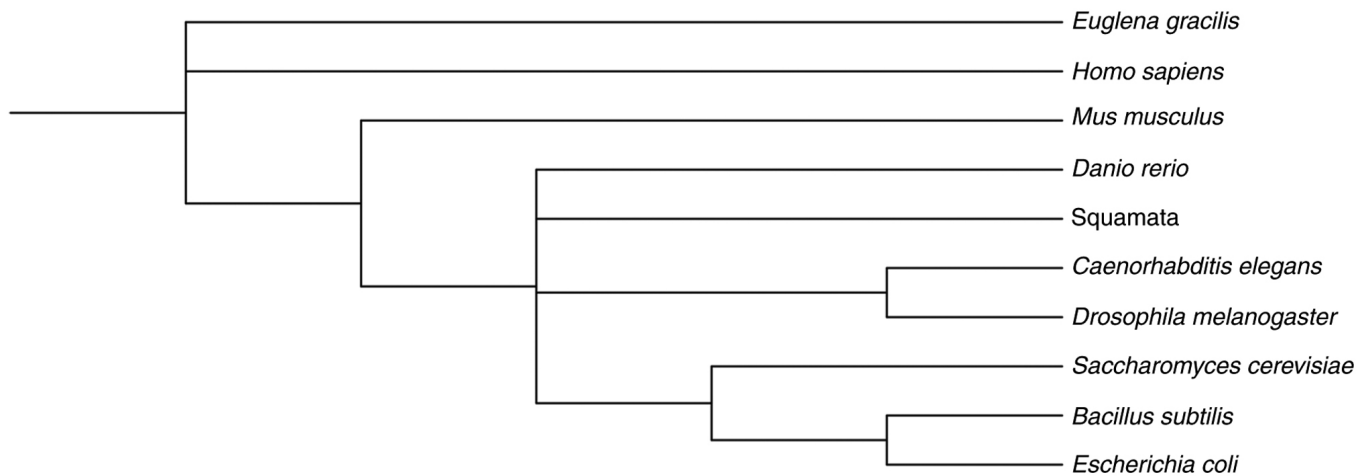 Euglena gracilis
Homo sapiens
Mus musculus
Danio rerio
Squamata
Caenorhabditis elegans
Drosophila melanogaster
Saccharomyces cerevisiae
Bacillus subtilis
Escherichia coli